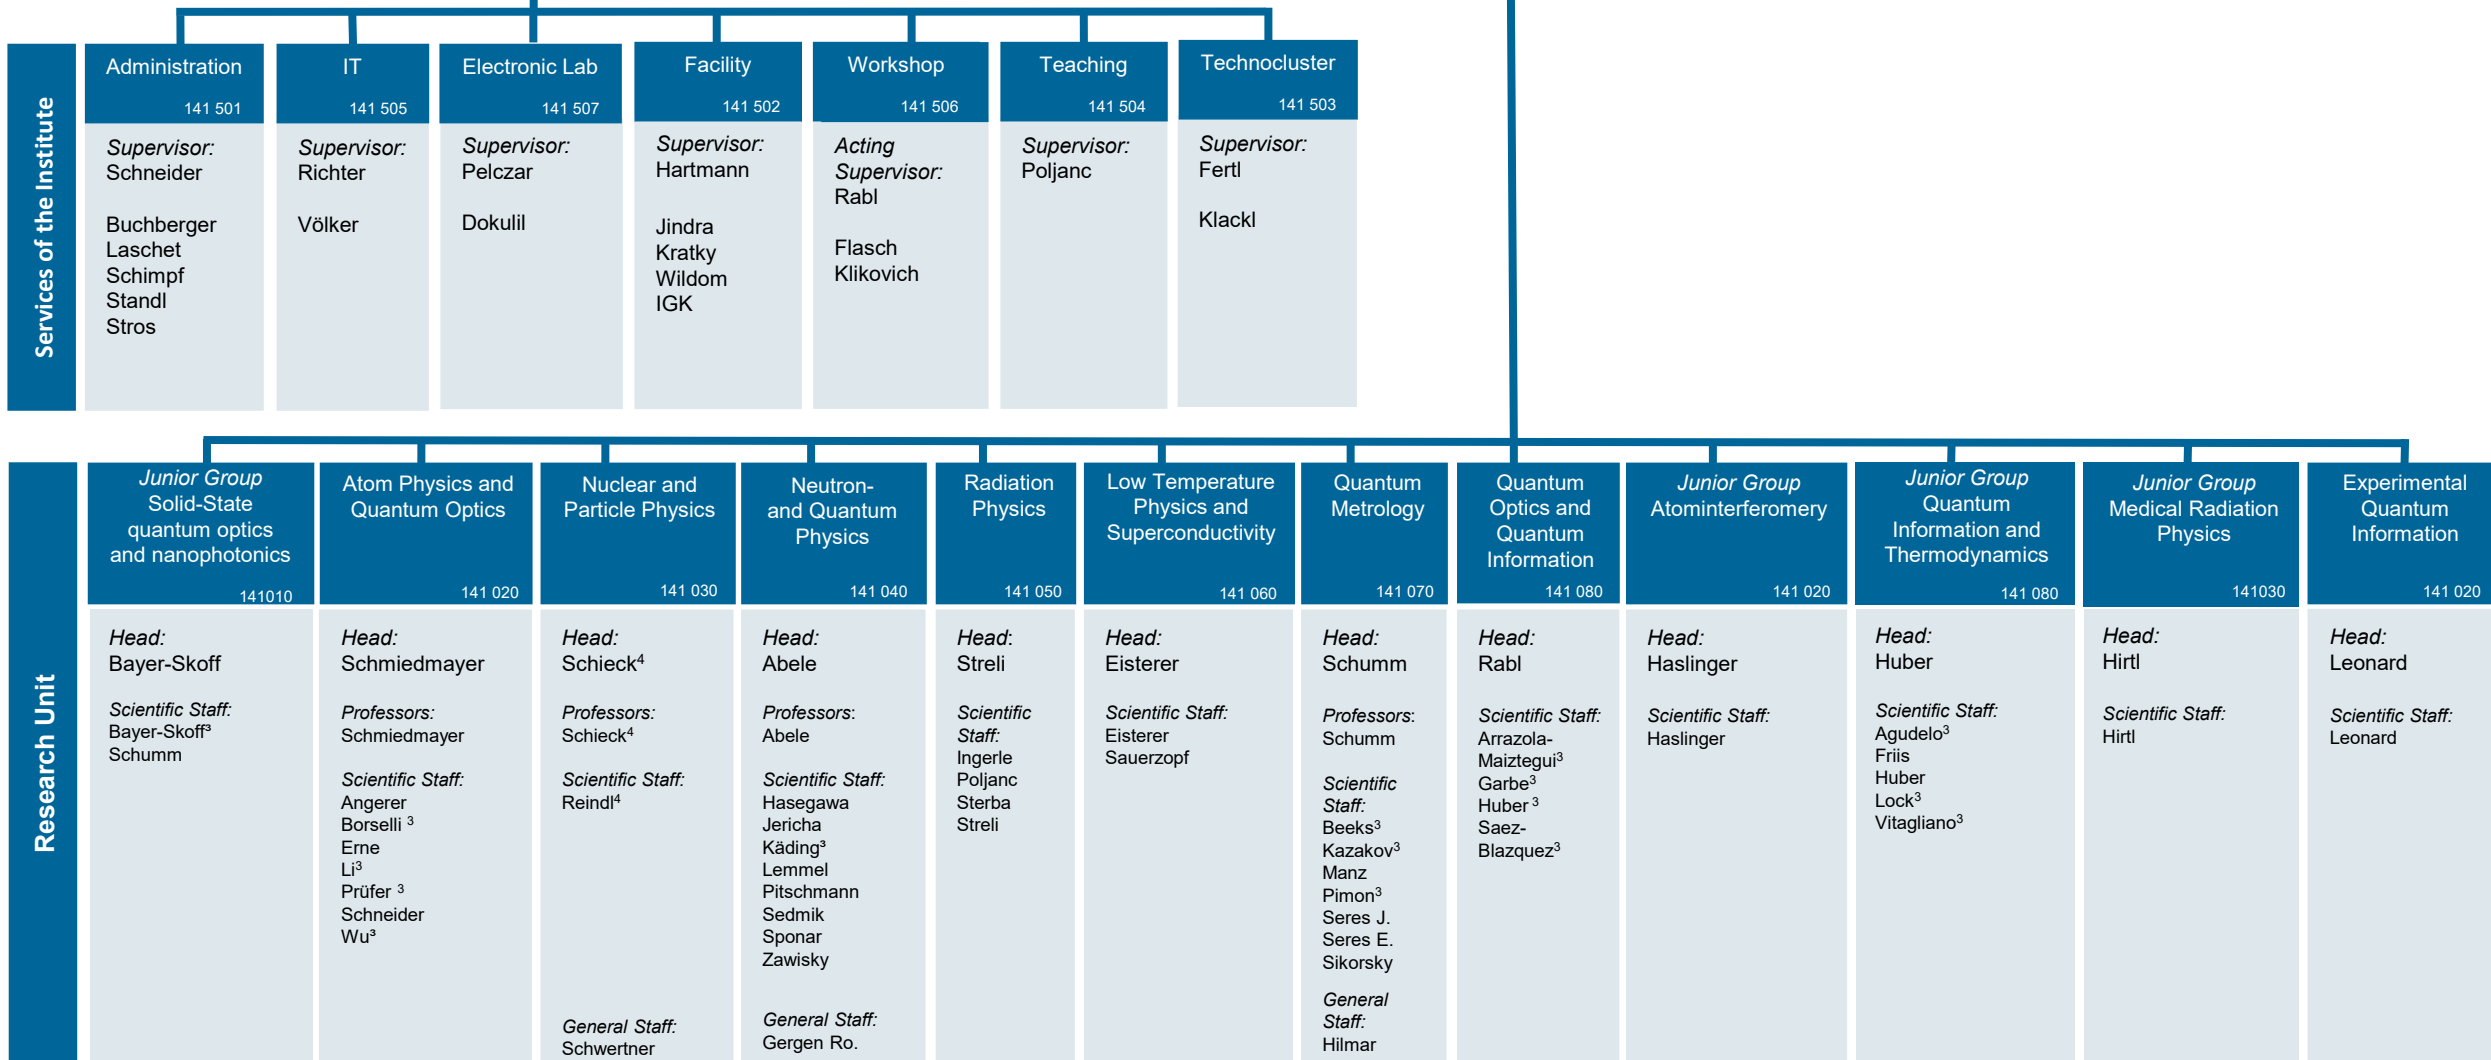 Services of the Institute
Administration
141 501
Supervisor:
Schneider
Buchberger
Laschet
Schimpf
Standl
Stros
IT
141 505
Supervisor:
Richter
Völker
Electronic Lab
141 507
Supervisor:
Pelczar
Dokulil
Facility
141 502
Supervisor:
Hartmann
Jindra
Kratky
Wildom
IGK
Workshop
141 506
Acting
Supervisor:
Rabl
Flasch
Klikovich
Teaching
141 504
Supervisor:
Poljanc
Technocluster
141 503
Supervisor:
Fertl
Klackl
Research Unit
Junior Group
Solid-State
quantum optics
and nanophotonics
141010
Head:
Bayer-Skoff
Scientific Staff:
Bayer-Skoff³
Schumm
Atom Physics and
Quantum Optics
141 020
Head:
Schmiedmayer
Professors:
Schmiedmayer
Scientific Staff:
Angerer
Borselli ³
Erne
Li³
Prüfer ³
Schneider
Wu³
Nuclear and
Particle Physics
141 030
Head:
Schieck⁴
Professors:
Schieck⁴
Scientific Staff:
Reindl⁴
General Staff:
Schwertner
Neutron-
and Quantum
Physics
141 040
Head:
Abele
Professors:
Abele
Scientific Staff:
Hasegawa
Jericha
Käding³
Lemmel
Pitschmann
Sedmik
Sponar
Zawisky
General Staff:
Gergen Ro.
Radiation
Physics
141 050
Head:
Streli
Scientific
Staff:
Ingerle
Poljanc
Sterba
Streli
Low Temperature
Physics and
Superconductivity
141 060
Head:
Eisterer
Scientific Staff:
Eisterer
Sauerzopf
Quantum
Metrology
141 070
Head:
Schumm
Professors:
Schumm
Scientific
Staff:
Beeks³
Kazakov³
Manz
Pimon³
Seres J.
Seres E.
Sikorsky
General
Staff:
Hilmar
Quantum
Optics and
Quantum
Information
141 080
Head:
Rabl
Scientific Staff:
Arrazola-
Maiztegui³
Garbe³
Huber ³
Saez-
Blazquez³
Junior Group
Atominterferomery
141 020
Head:
Haslinger
Scientific Staff:
Haslinger
Junior Group
Quantum
Information and
Thermodynamics
141 080
Head:
Huber
Scientific Staff:
Agudelo³
Friis
Huber
Lock³
Vitagliano³
Junior Group
Medical Radiation
Physics
141030
Head:
Hirtl
Scientific Staff:
Hirtl
Experimental
Quantum
Information
141 020
Head:
Leonard
Scientific Staff:
Leonard